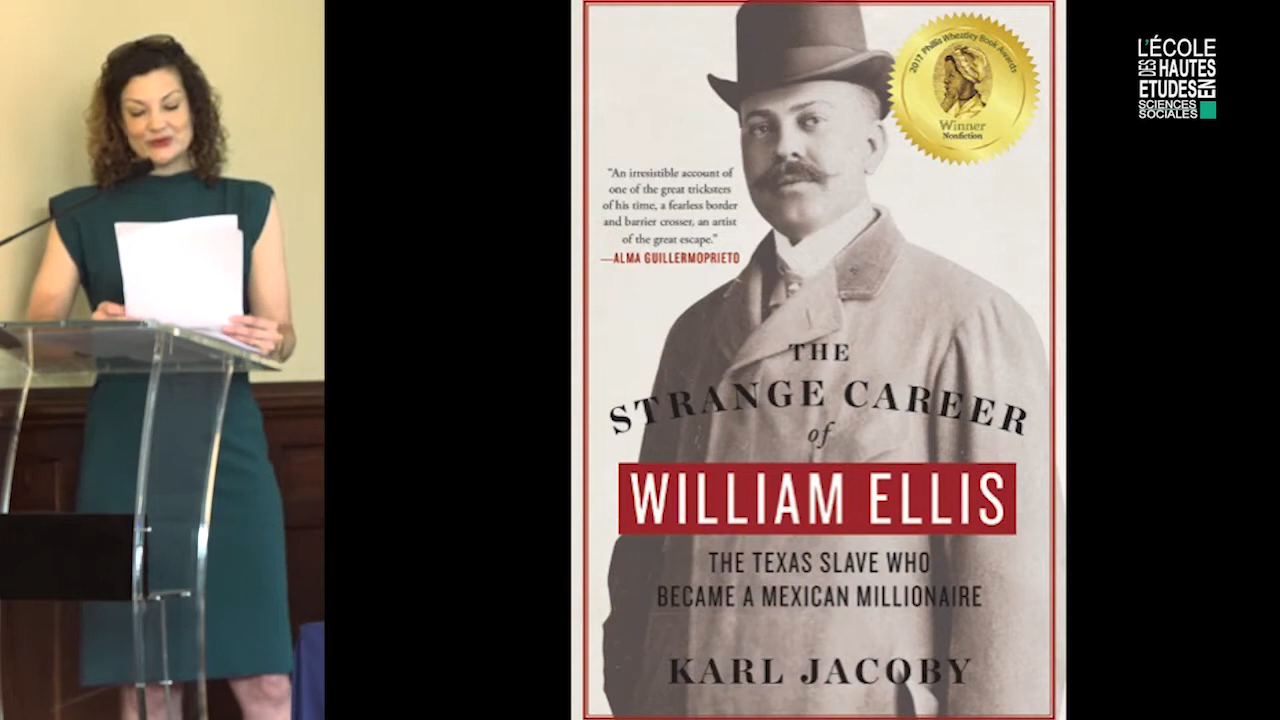 2017 Phillis Wheatley Book Awards
Winner
Nonfiction
"An irresistible account of
one of the great tricksters
of his time, a fearless border
and barrier crosser, an artist
of the great escape."
—ALMA GUILLERMOPRIETO
THE
STRANGE CAREER
of
WILLIAM ELLIS
THE TEXAS SLAVE WHO
BECAME A MEXICAN MILLIONAIRE
KARL JACOBY
L'ÉCOLE
DES HAUTES
ETUDES EN
SCIENCES
SOCIALES